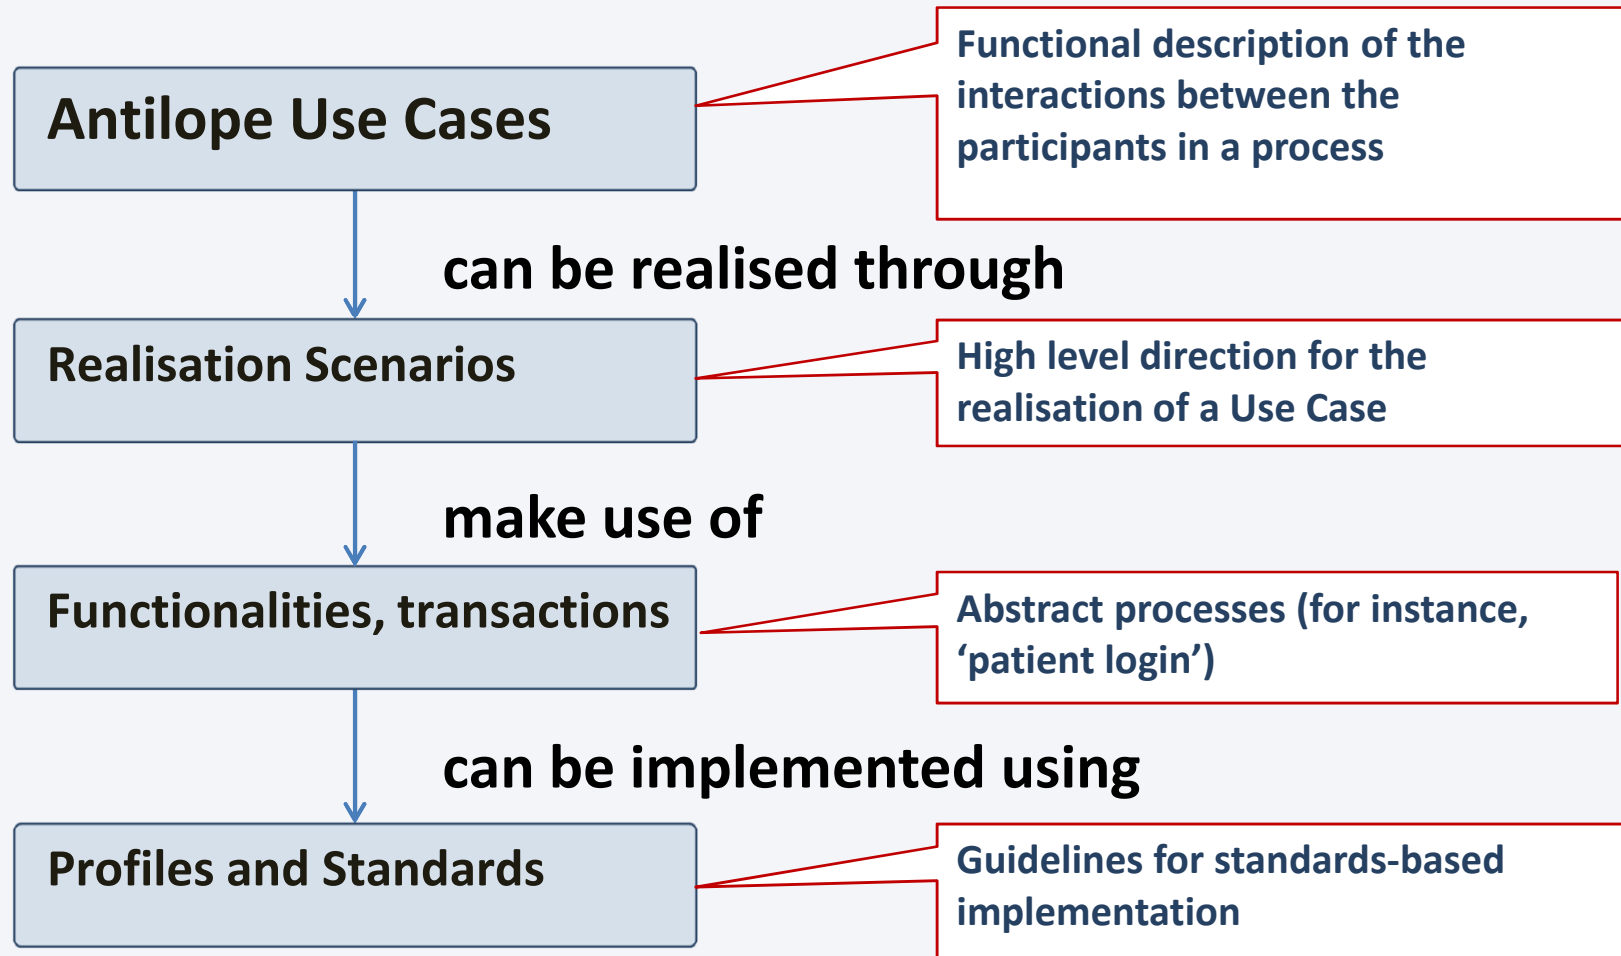 Antilope Use Cases
Functional description of the
interactions between the
participants in a process
can be realised through
Realisation Scenarios
High level direction for the
realisation of a Use Case
make use of
Functionalities, transactions
Abstract processes (for instance,
‘patient login’)
can be implemented using
Profiles and Standards
Guidelines for standards-based
implementation